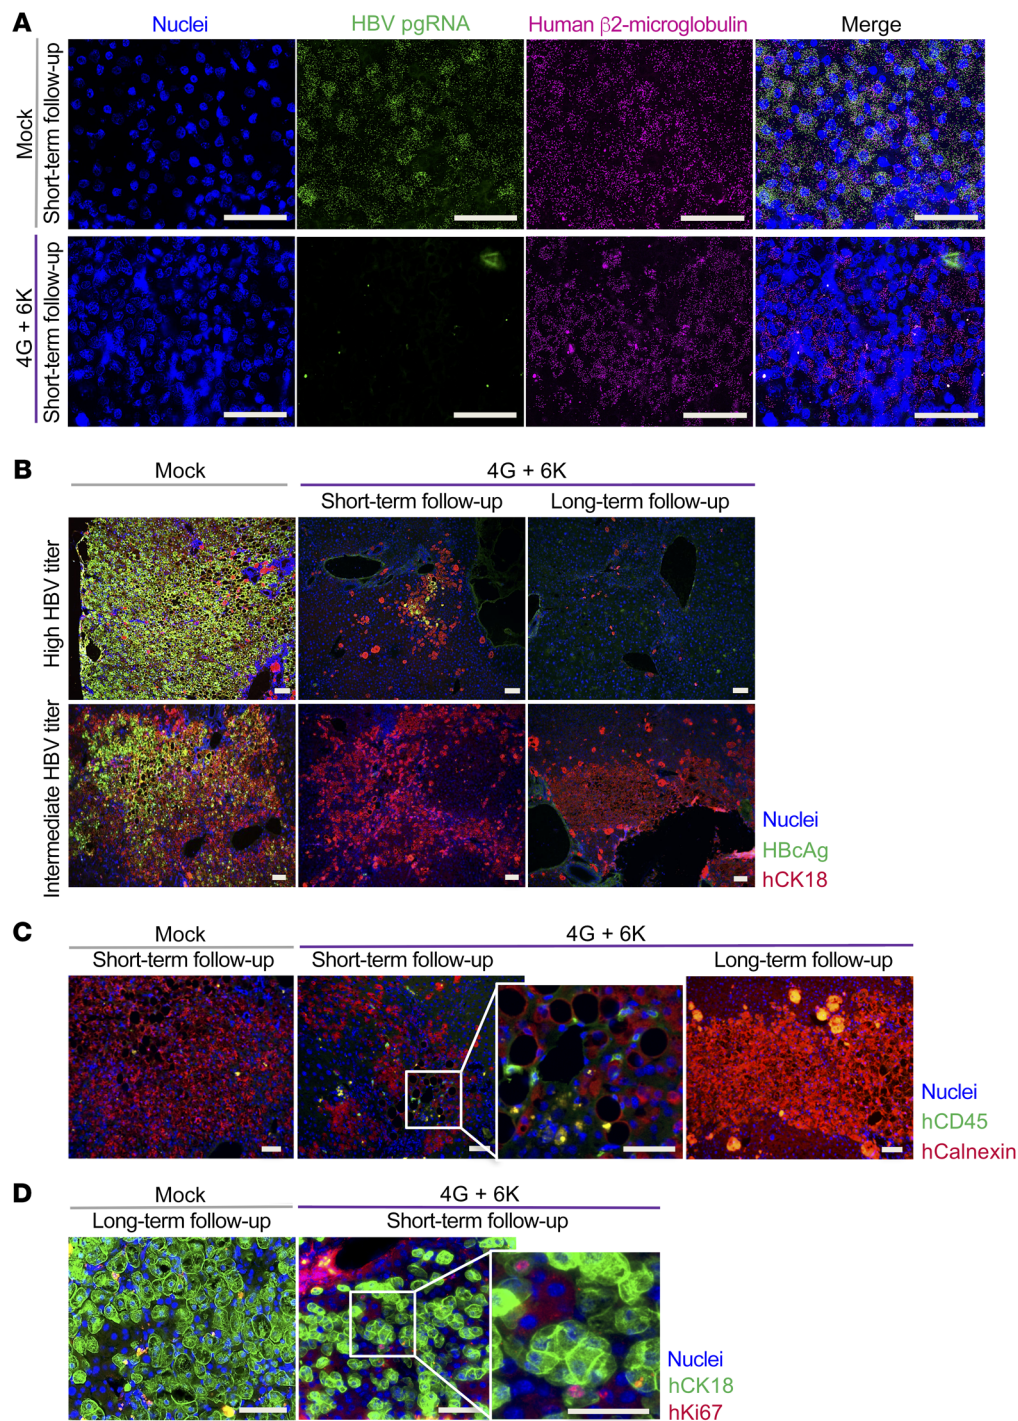 A
Nuclei
HBV pgRNA
Human β2-microglobulin
Merge
Mock
Short-term follow-up
4G + 6K
Short-term follow-up
B
Mock
4G + 6K
Short-term follow-up
Long-term follow-up
High HBV titer
Intermediate HBV titer
Nuclei
HBcAg
hCK18
C
Mock
4G + 6K
Short-term follow-up
Short-term follow-up
Long-term follow-up
Nuclei
hCD45
hCalnexin
D
Mock
4G + 6K
Long-term follow-up
Short-term follow-up
Nuclei
hCK18
hKi67